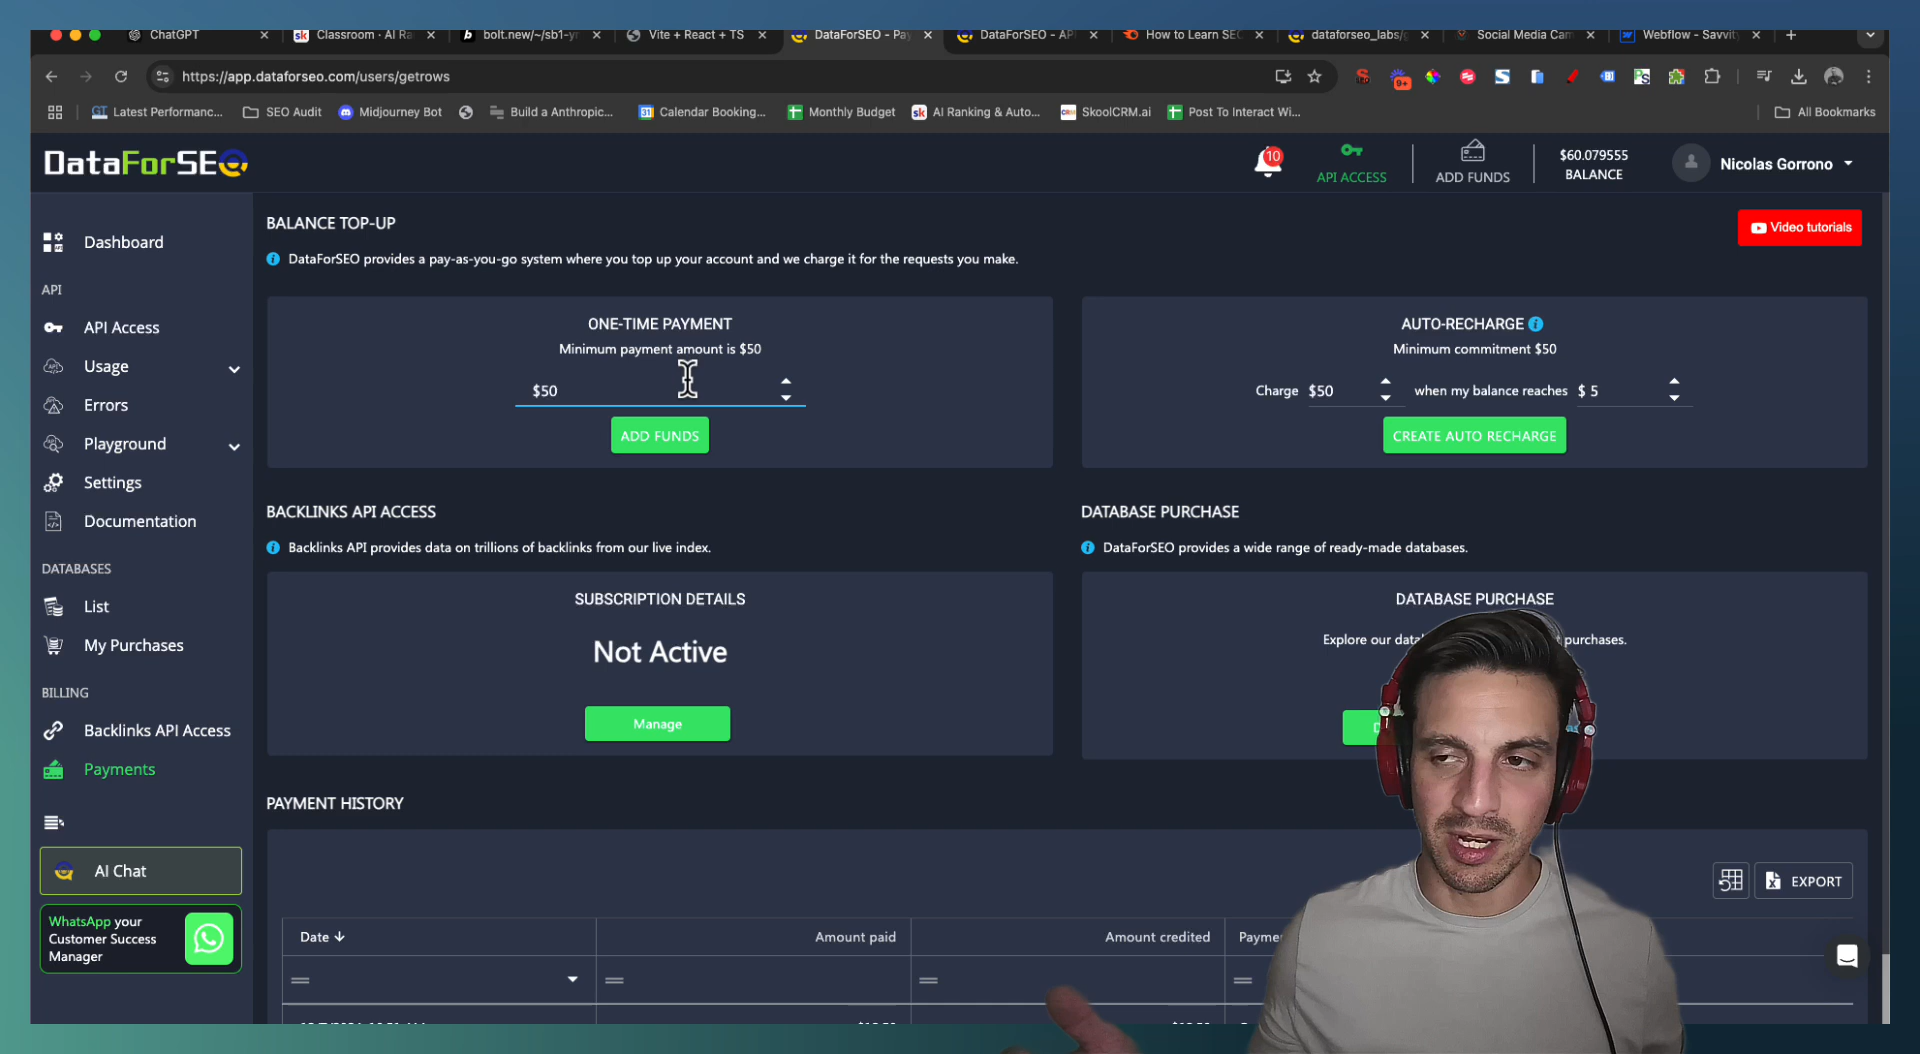 ChatGPT
Classroom · AI Ra
bolt.new/~/sb1-yr
Vite + React + TS
DataForSEO - Pay
DataForSEO - API
How to Learn SEO
dataforseo_labs/g
Social Media Cam
Webflow - Savvity
https://app.dataforseo.com/users/getrows
9+
Latest Performanc...
SEO Audit
Midjourney Bot
Build a Anthropic...
Calendar Booking...
Monthly Budget
AI Ranking & Auto...
SkoolCRM.ai
Post To Interact Wi...
All Bookmarks
DataForSEO
10
API ACCESS
ADD FUNDS
$60.079555
BALANCE
Nicolas Gorrono
Dashboard
API
API Access
Usage
Errors
Playground
Settings
Documentation
DATABASES
List
My Purchases
BILLING
Backlinks API Access
Payments
AI Chat
WhatsApp your
Customer Success
Manager
BALANCE TOP-UP
Video tutorials
DataForSEO provides a pay-as-you-go system where you top up your account and we charge it for the requests you make.
ONE-TIME PAYMENT
Minimum payment amount is $50
$50
ADD FUNDS
AUTO-RECHARGE
Minimum commitment $50
Charge $50 when my balance reaches $ 5
CREATE AUTO RECHARGE
BACKLINKS API ACCESS
Backlinks API provides data on trillions of backlinks from our live index.
SUBSCRIPTION DETAILS
Not Active
Manage
DATABASE PURCHASE
DataForSEO provides a wide range of ready-made databases.
DATABASE PURCHASE
Explore our purchases.
PAYMENT HISTORY
EXPORT
Date
Amount paid
Amount credited